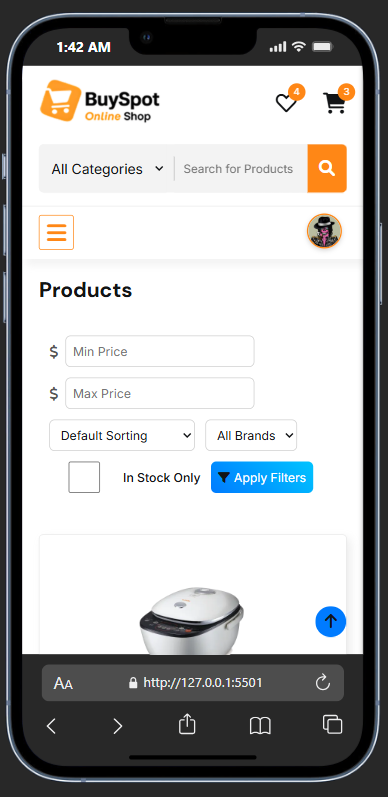 1:42 AM
4
3
BuySpot
Online Shop
All Categories
Search for Products
Products
$ Min Price
$ Max Price
Default Sorting All Brands
In Stock Only Apply Filters
AA http://127.0.0.1:5501